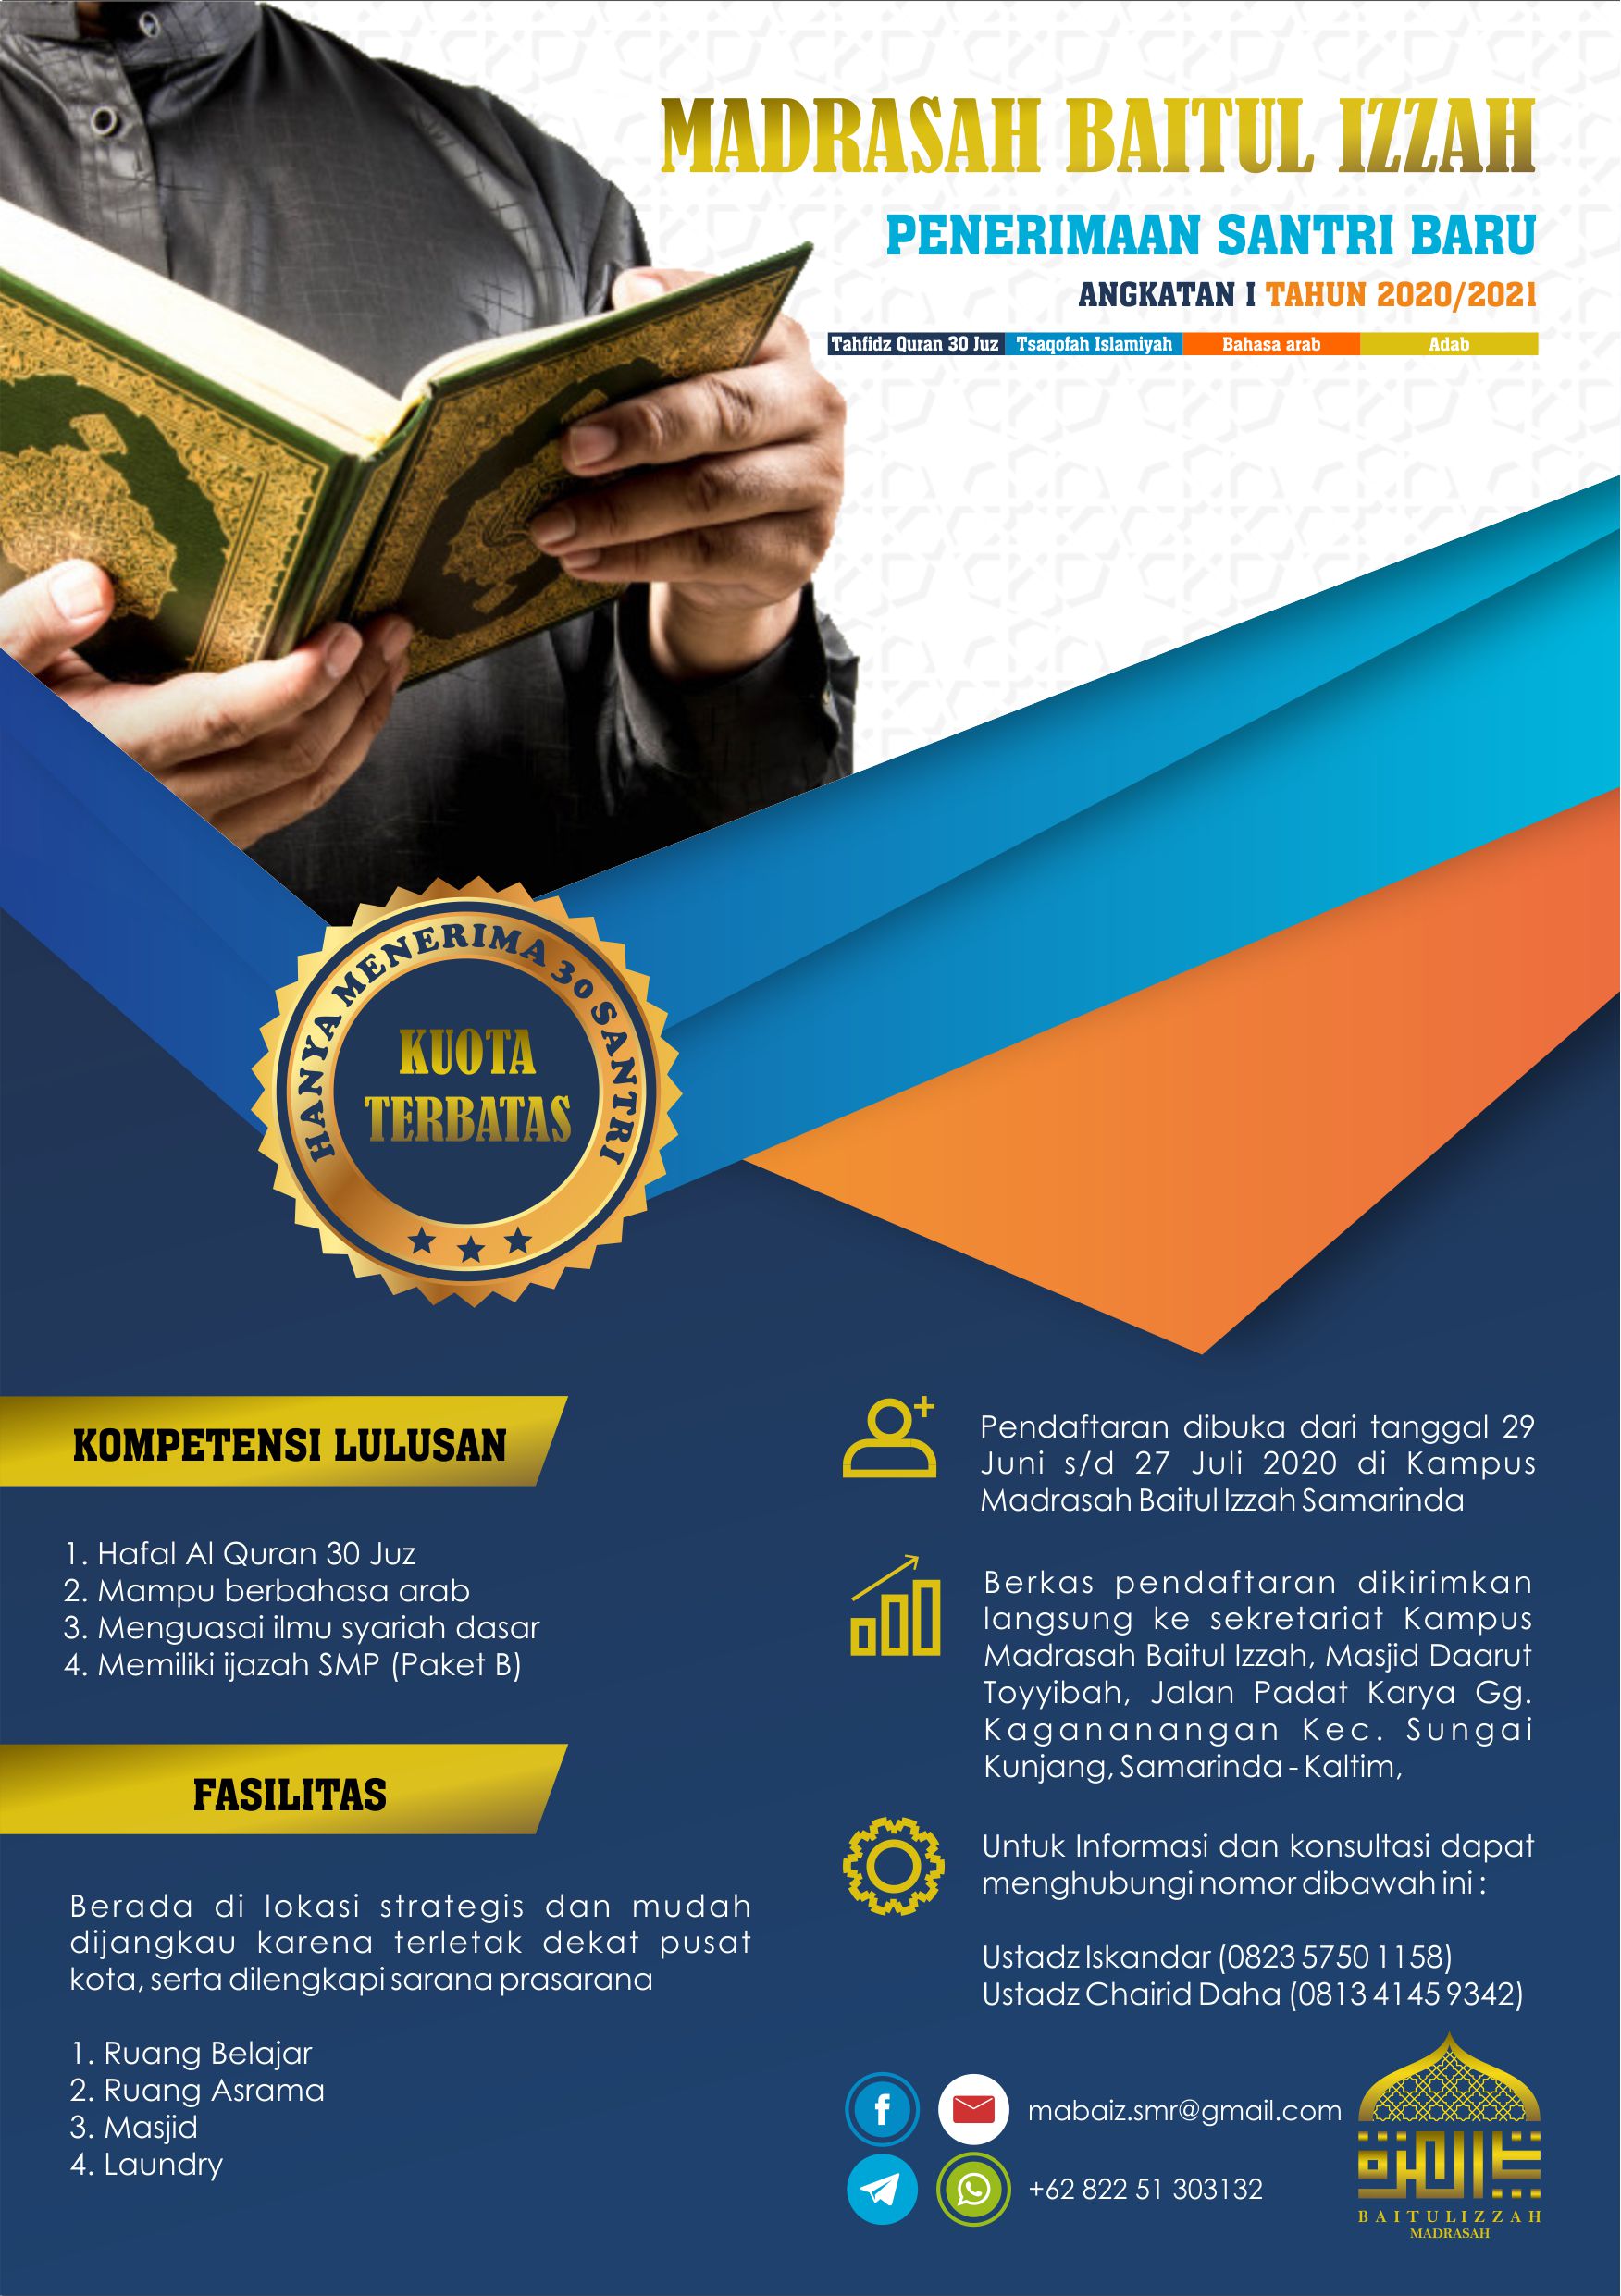 MADRASAH BAITUL IZZAH
PENERIMAAN SANTRI BARU
ANGKATAN I TAHUN 2020/2021
Tahfidz Quran 30 Juz Tsaqofah Islamiyah Bahasa arab Adab
HANYA MENERIMA 30 SANTRI
KUOTA
TERBATAS
KOMPETENSI LULUSAN
1. Hafal Al Quran 30 Juz
2. Mampu berbahasa arab
3. Menguasai ilmu syariah dasar
4. Memiliki ijazah SMP (Paket B)
FASILITAS
Berada di lokasi strategis dan mudah
dijangkau karena terletak dekat pusat
kota, serta dilengkapi sarana prasarana
1. Ruang Belajar
2. Ruang Asrama
3. Masjid
4. Laundry
Pendaftaran dibuka dari tanggal 29
Juni s/d 27 Juli 2020 di Kampus
Madrasah Baitul Izzah Samarinda
Berkas pendaftaran dikirimkan
langsung ke sekretariat Kampus
Madrasah Baitul Izzah, Masjid Daarut
Toyyibah, Jalan Padat Karya Gg.
Kagananangan Kec. Sungai
Kunjang, Samarinda - Kaltim,
Untuk Informasi dan konsultasi dapat
menghubungi nomor dibawah ini :
Ustadz Iskandar (0823 5750 1158)
Ustadz Chairid Daha (0813 4145 9342)
mabaiz.smr@gmail.com
+62 822 51 303132
BAITULIZZAH
MADRASAH